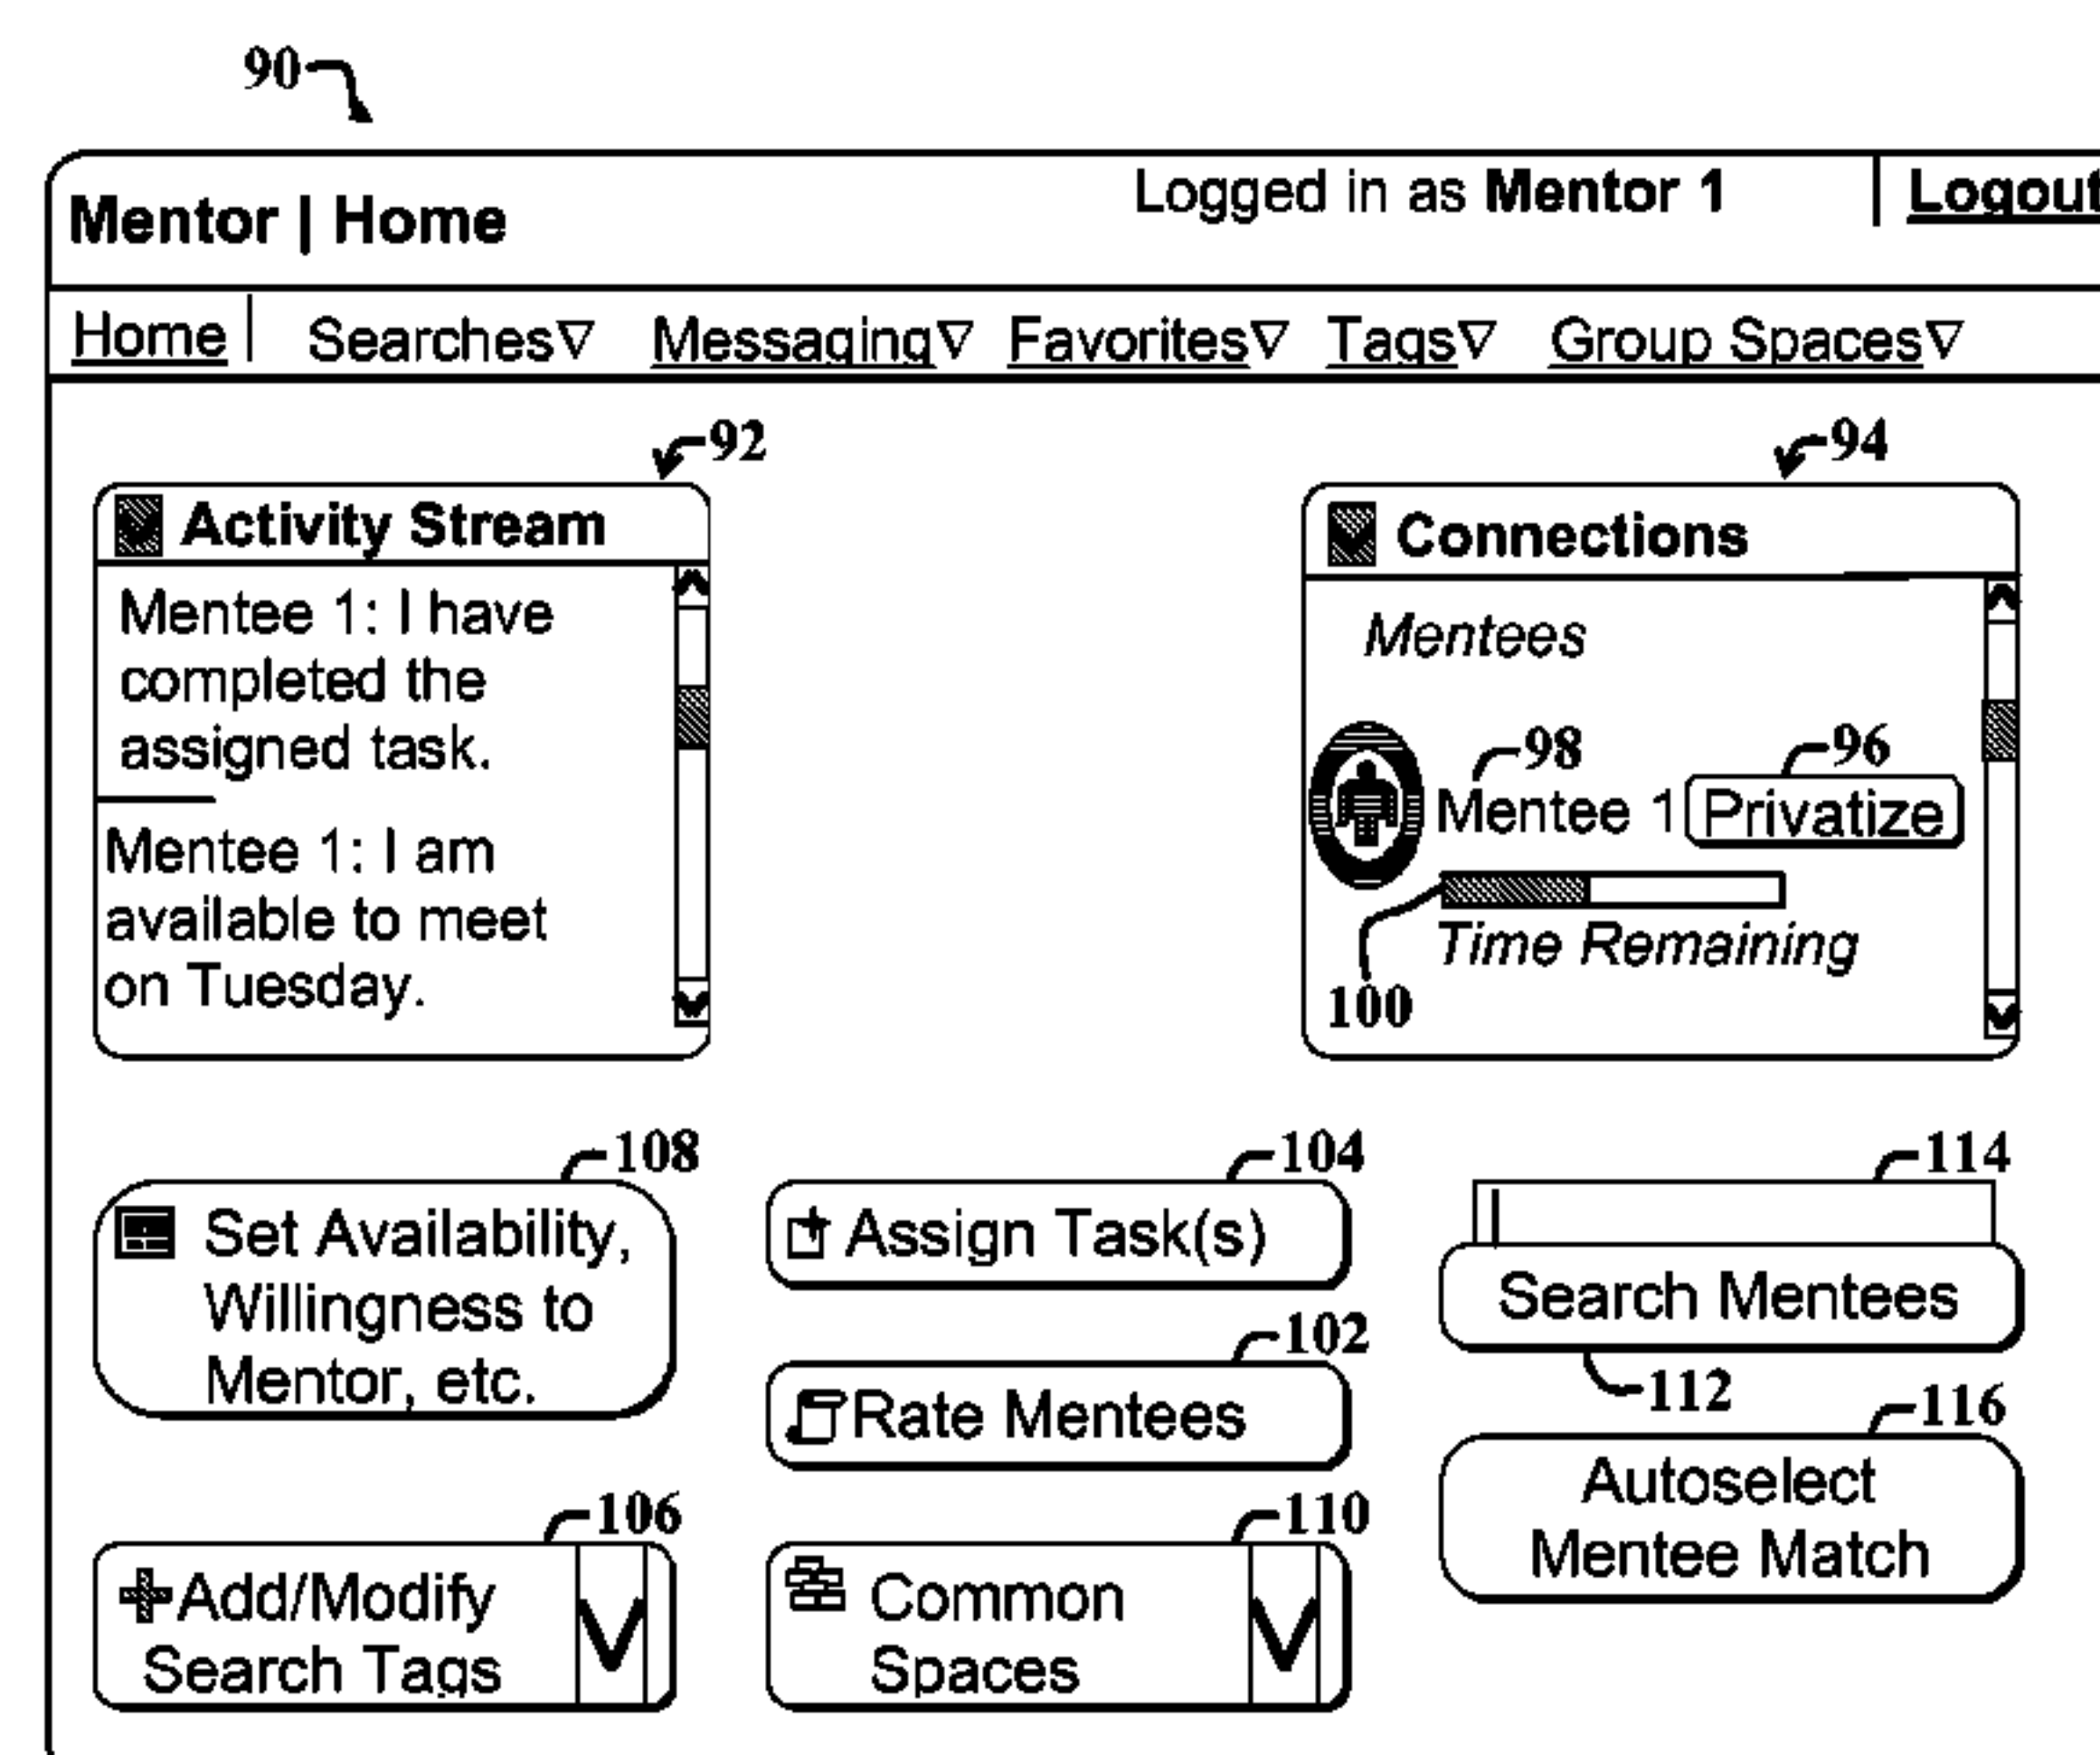 90
Mentor | Home
Logged in as Mentor 1 | Logout
Home | Searches▽ Messaging▽ Favorites▽ Tags▽ Group Spaces▽
92
Activity Stream
Mentee 1: I have
completed the
assigned task.
Mentee 1: I am
available to meet
on Tuesday.
94
Connections
Mentees
98
96
Mentee 1 Privatize
Time Remaining
100
108
Set Availability,
Willingness to
Mentor, etc.
104
Assign Task(s)
114
Search Mentees
112
102
Rate Mentees
116
Autoselect
Mentee Match
106
Add/Modify
Search Tags
110
Common
Spaces